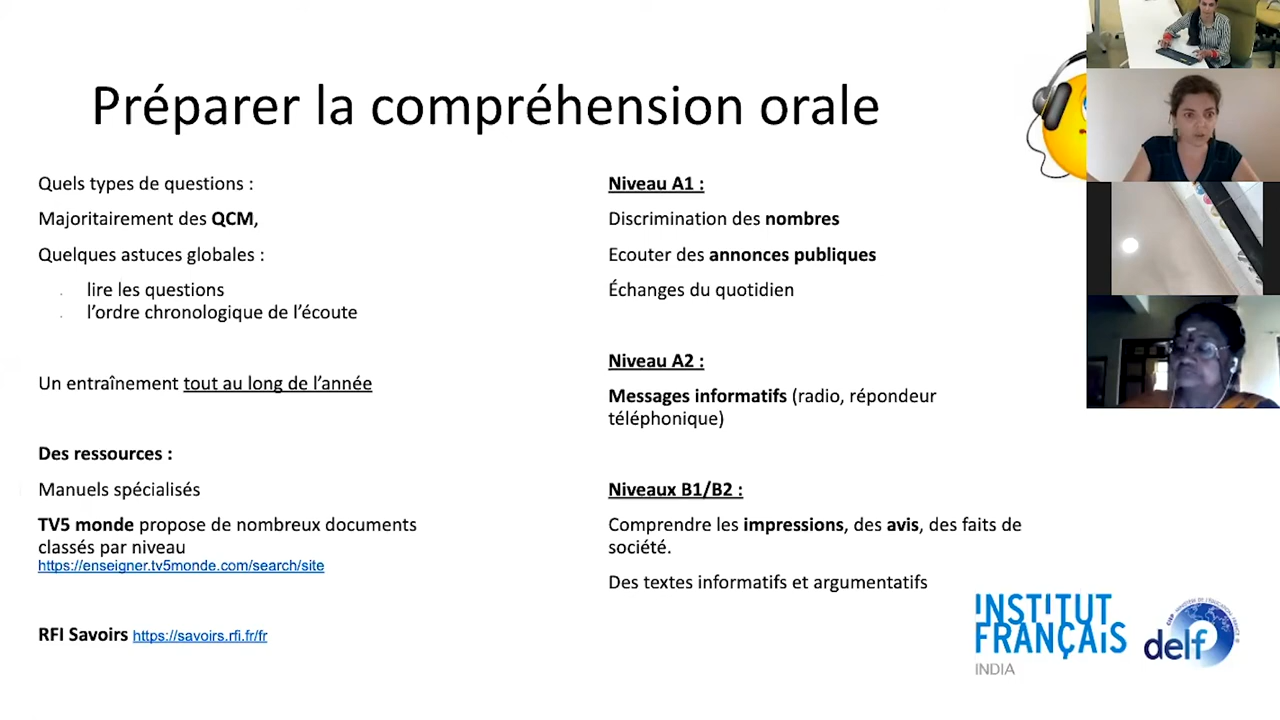 Préparer la compréhension orale
Quels types de questions :
Majoritairement des QCM,
Quelques astuces globales :
lire les questions
l’ordre chronologique de l’écoute
Un entraînement tout au long de l’année
Des ressources :
Manuels spécialisés
TV5 monde propose de nombreux documents
classés par niveau
https://enseigner.tv5monde.com/search/site
RFI Savoirs https://savoirs.rfi.fr/fr
Niveau A1 :
Discrimination des nombres
Ecouter des annonces publiques
Échanges du quotidien
Niveau A2 :
Messages informatifs (radio, répondeur
téléphonique)
Niveaux B1/B2 :
Comprendre les impressions, des avis, des faits de
société.
Des textes informatifs et argumentatifs
INSTITUT
FRANÇAIS
INDIA
delf